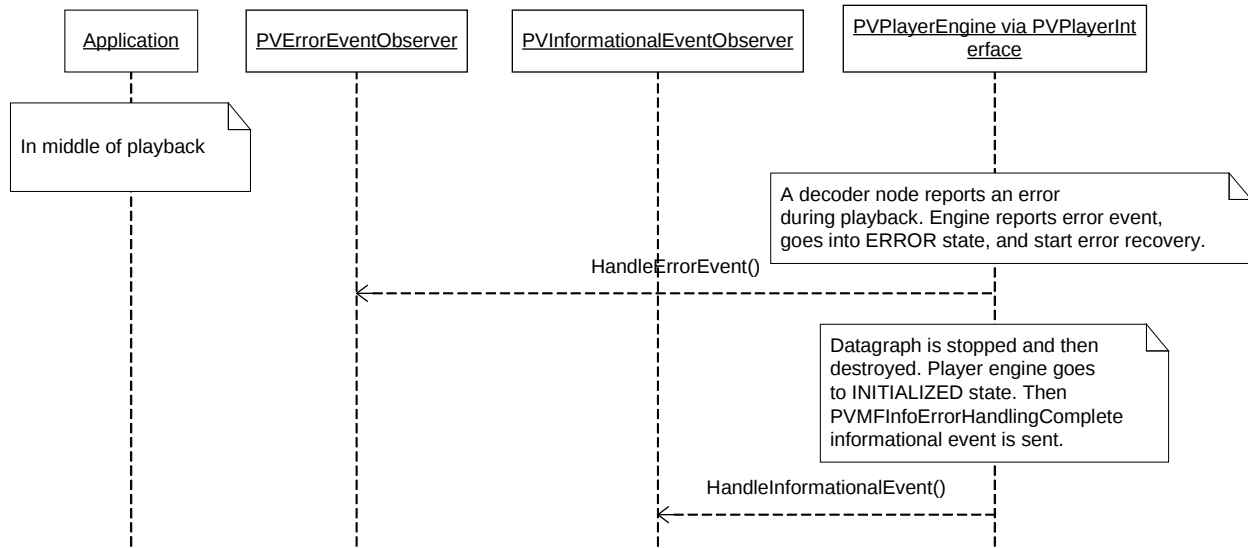 Application
PVErrorEventObserver
PVInformationalEventObserver
PVPlayerEngine via PVPlayerInt
erface
In middle of playback
A decoder node reports an error
during playback. Engine reports error event,
goes into ERROR state, and start error recovery.
HandleErrorEvent()
Datagraph is stopped and then
destroyed. Player engine goes
to INITIALIZED state. Then
PVMFInfoErrorHandlingComplete
informational event is sent.
HandleInformationalEvent()